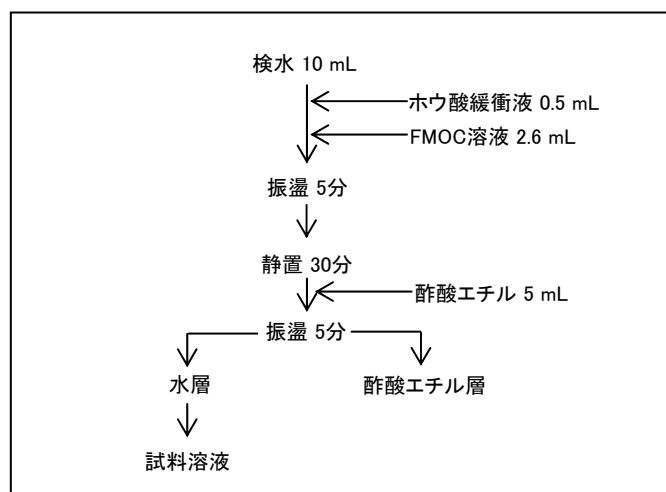 検水 10 mL
ホウ酸緩衝液 0.5 mL
FMOC溶液 2.6 mL
振盪 5分
静置 30分
酢酸エチル 5 mL
振盪 5分
水層
酢酸エチル層
試料溶液